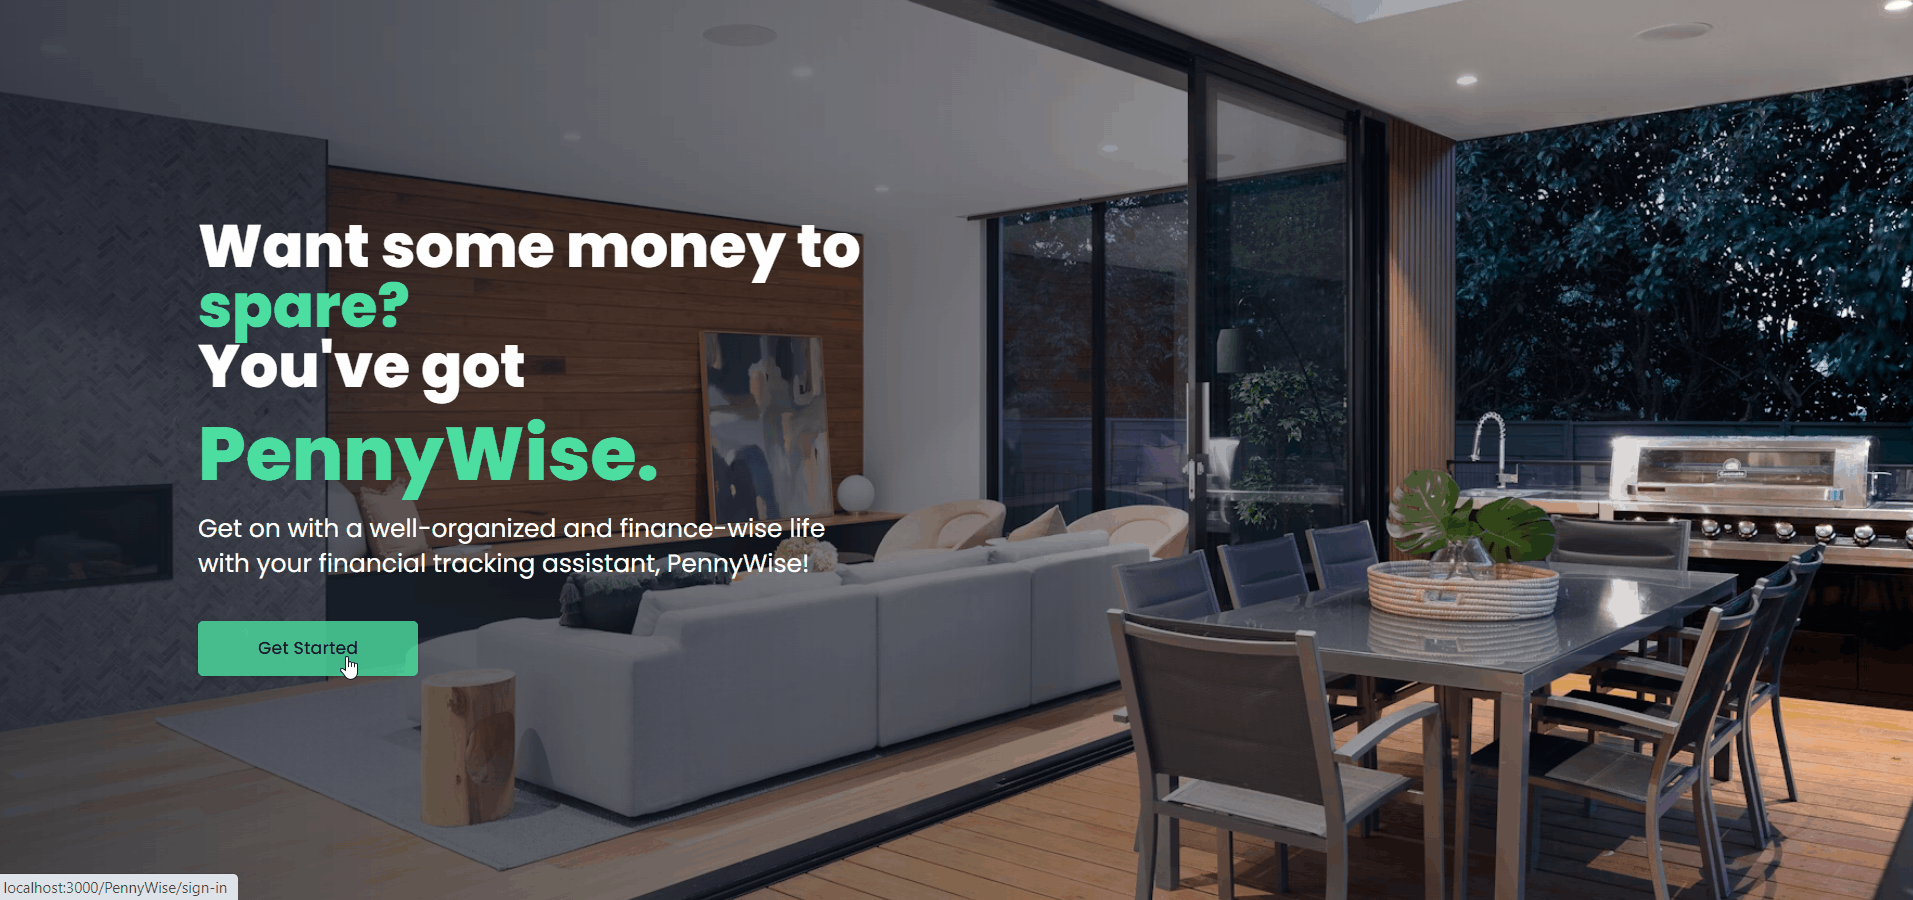 Want some money to
spare?
You've got
PennyWise.
Get on with a well-organized and finance-wise life
with your financial tracking assistant, PennyWise!
Get Started
localhost:3000/PennyWise/sign-in